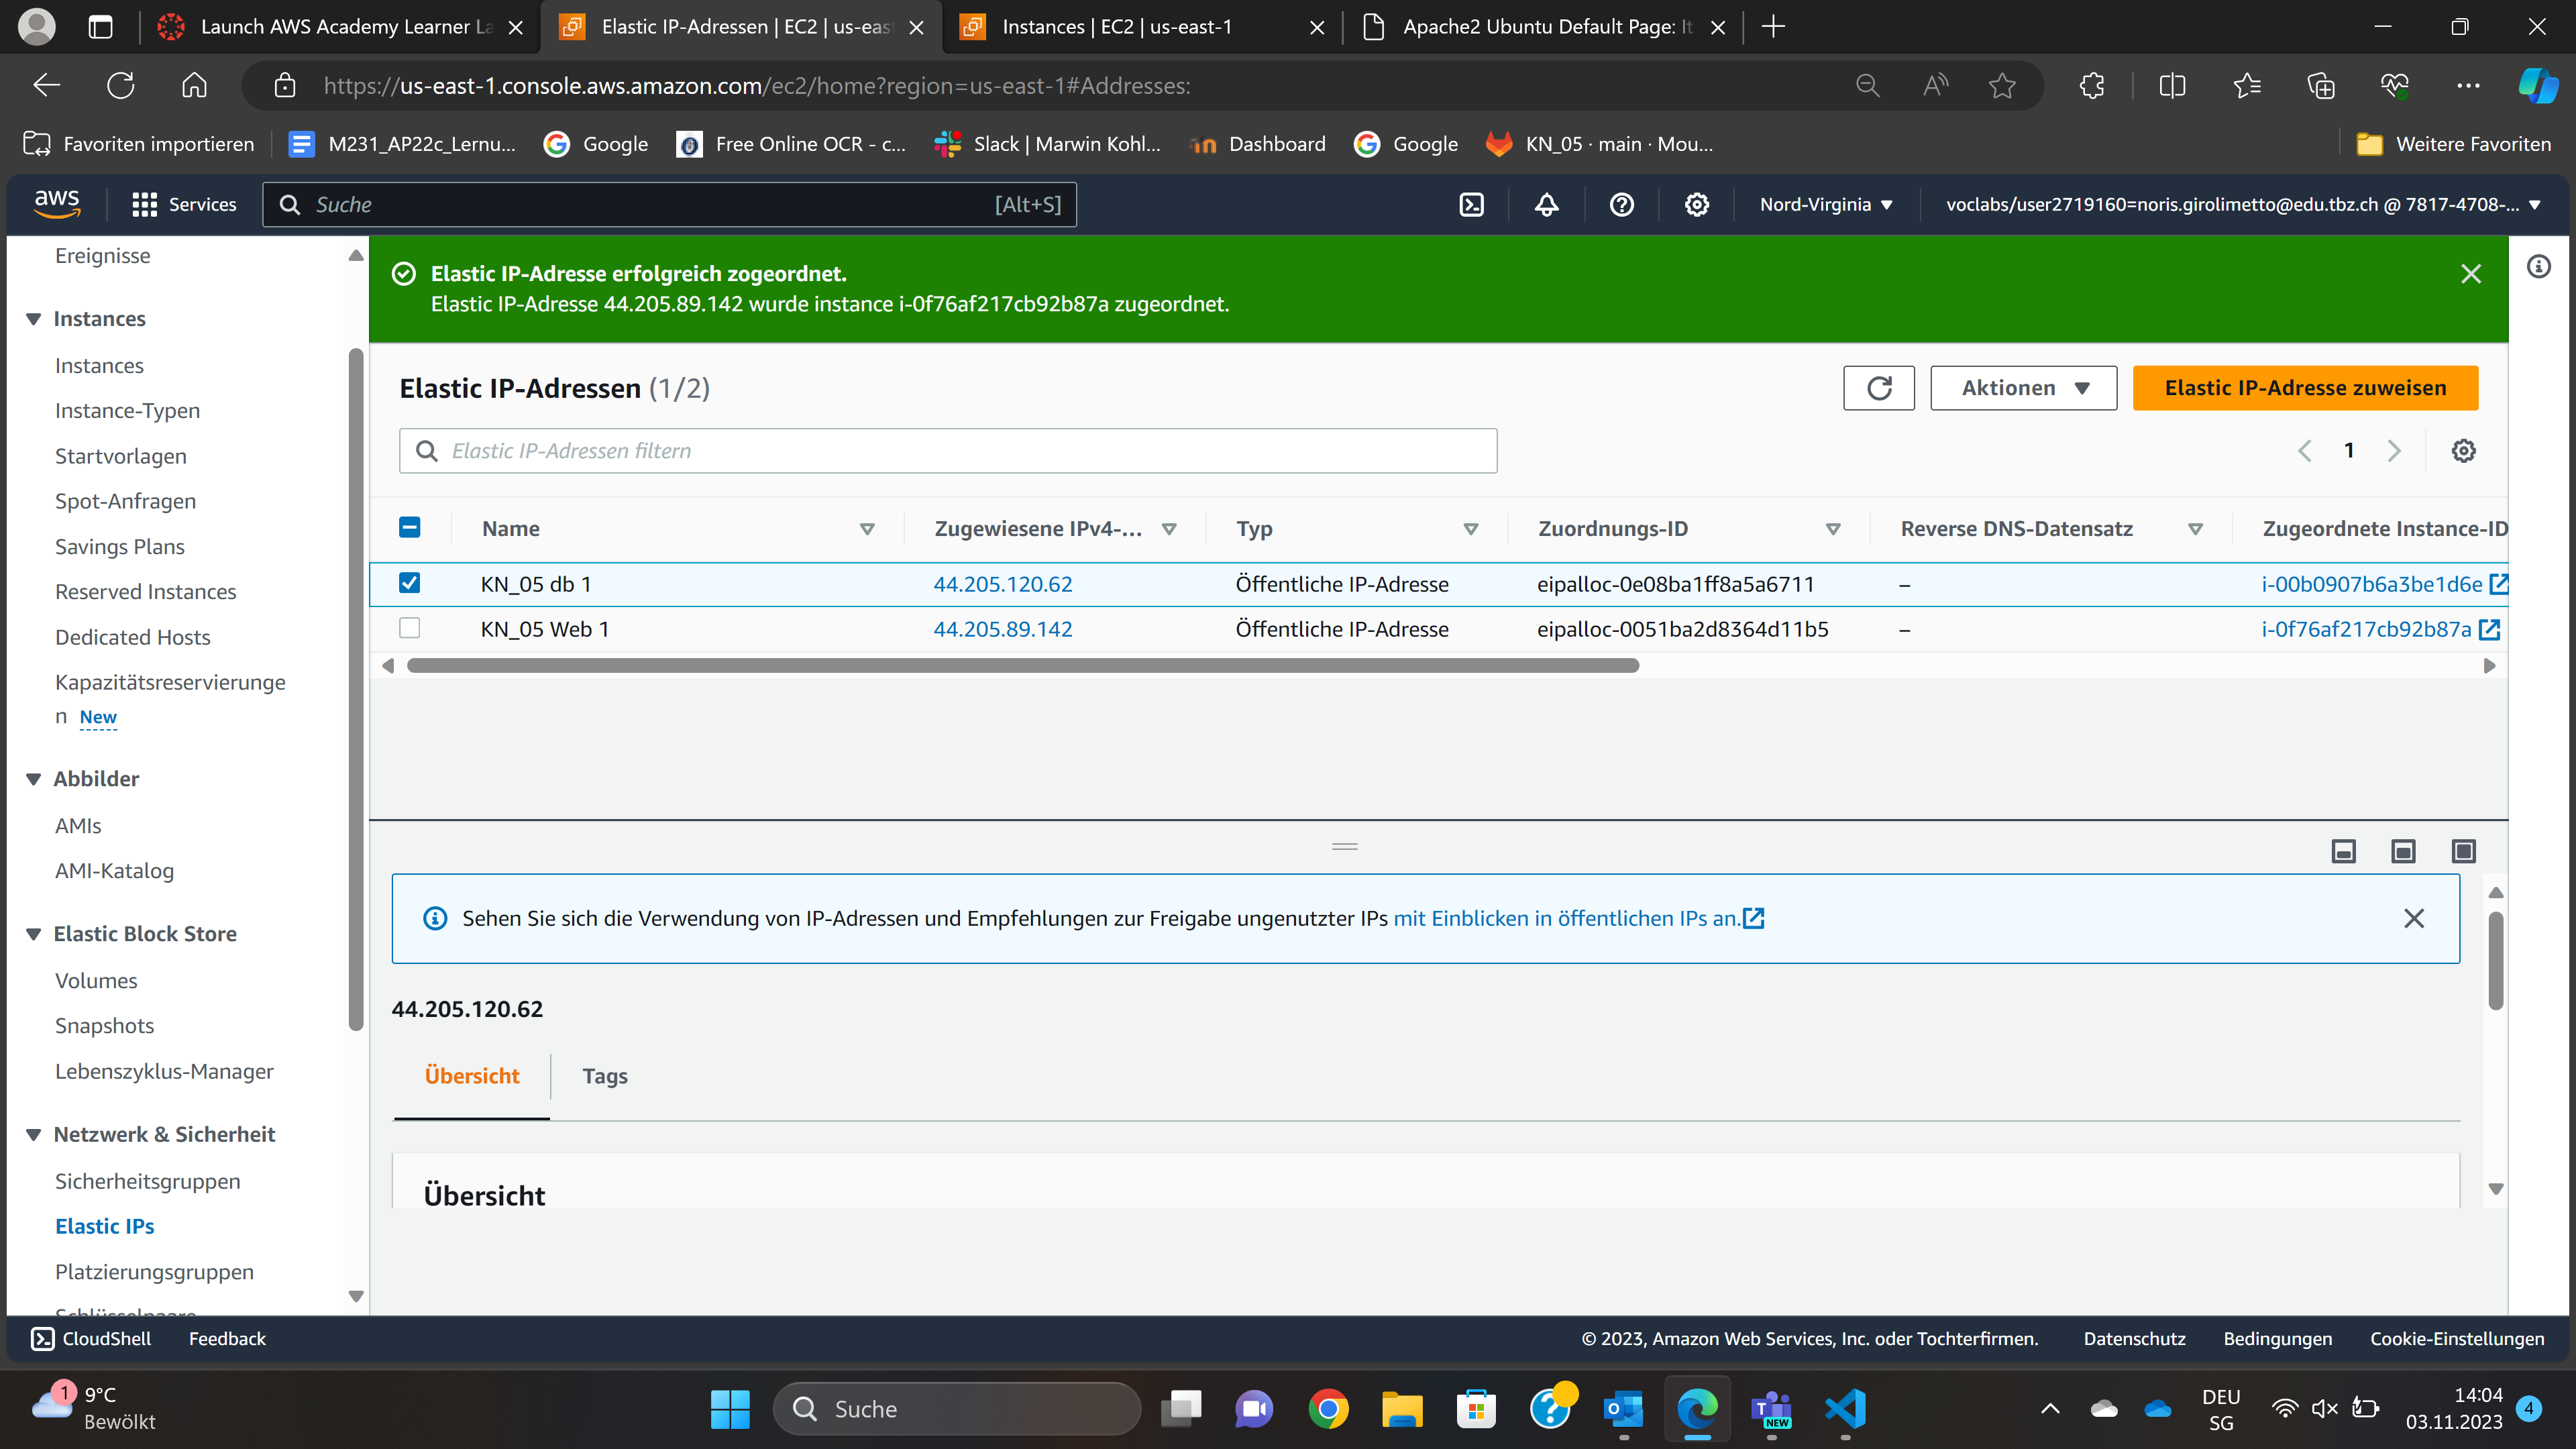 Launch AWS Academy Learner La
Elastic IP-Adressen | EC2 | us-east
Instances | EC2 | us-east-1
Apache2 Ubuntu Default Page: It
https://us-east-1.console.aws.amazon.com/ec2/home?region=us-east-1#Addresses:
Favoriten importieren
M231_AP22c_Lernu...
Google
Free Online OCR - c...
Slack | Marwin Kohl...
Dashboard
Google
KN_05 · main · Mou...
Weitere Favoriten
aws
Services
Suche
[Alt+S]
Nord-Virginia
voclabs/user2719160=noris.girolimetto@edu.tbz.ch @ 7817-4708-...
Ereignisse
Instances
Instances
Instance-Typen
Startvorlagen
Spot-Anfragen
Savings Plans
Reserved Instances
Dedicated Hosts
Kapazitätsreservierunge
n New
Abbilder
AMIs
AMI-Katalog
Elastic Block Store
Volumes
Snapshots
Lebenszyklus-Manager
Netzwerk & Sicherheit
Sicherheitsgruppen
Elastic IPs
Platzierungsgruppen
Schlüsselpaare
Elastic IP-Adresse erfolgreich zogeordnet.
Elastic IP-Adresse 44.205.89.142 wurde instance i-0f76af217cb92b87a zugeordnet.
Elastic IP-Adressen (1/2)
Aktionen
Elastic IP-Adresse zuweisen
Elastic IP-Adressen filtern
1
Name Zugewiesene IPv4-... Typ Zuordnungs-ID Reverse DNS-Datensatz Zugeordnete Instance-ID
KN_05 db 1 44.205.120.62 Öffentliche IP-Adresse eipalloc-0e08ba1ff8a5a6711 – i-00b0907b6a3be1d6e
KN_05 Web 1 44.205.89.142 Öffentliche IP-Adresse eipalloc-0051ba2d8364d11b5 – i-0f76af217cb92b87a
Sehen Sie sich die Verwendung von IP-Adressen und Empfehlungen zur Freigabe ungenutzter IPs mit Einblicken in öffentlichen IPs an.
44.205.120.62
Übersicht
Tags
Übersicht
CloudShell
Feedback
© 2023, Amazon Web Services, Inc. oder Tochterfirmen.
Datenschutz
Bedingungen
Cookie-Einstellungen
1
9°C
Bewölkt
Suche
NEW
DEU
SG
14:04
03.11.2023
4